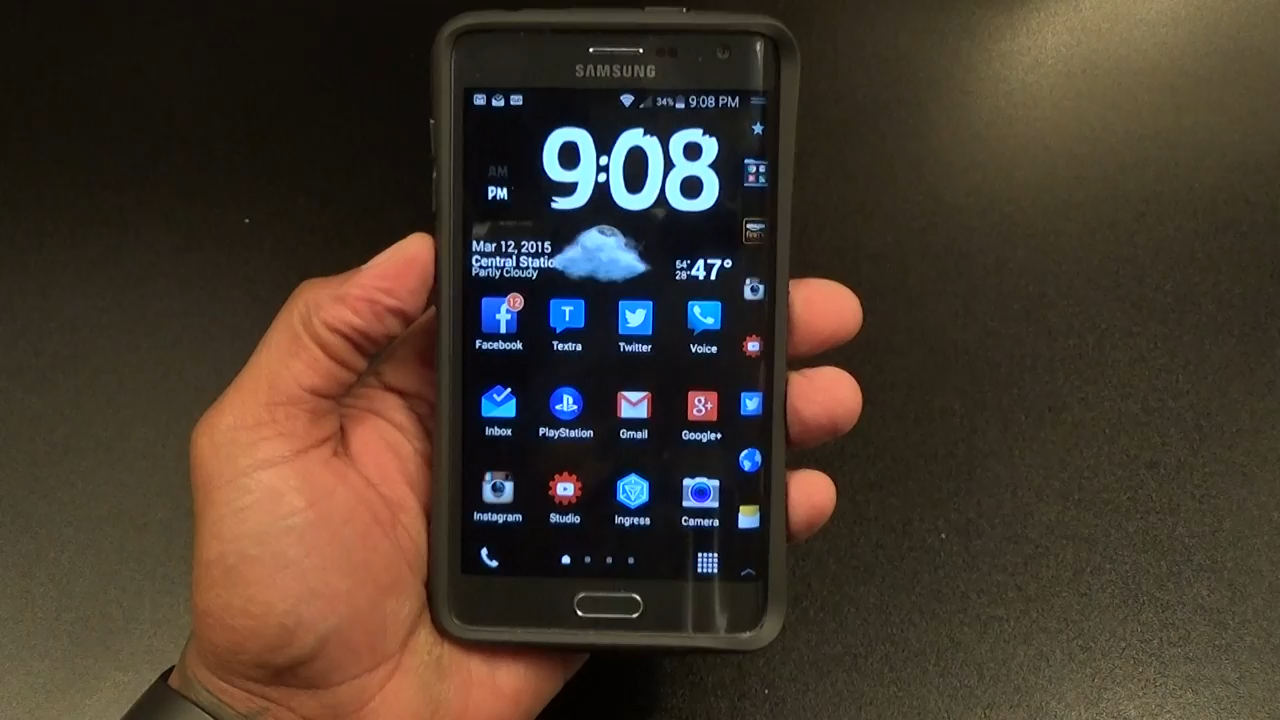 SAMSUNG
34% 9:08 PM
AM
PM
9:08
Mar 12, 2015
Central Statio
Partly Cloudy
54°
28°
47°
12
Facebook
T
Textra
Twitter
Voice
Inbox
PlayStation
Gmail
g+
Google+
Instagram
Studio
Ingress
Camera